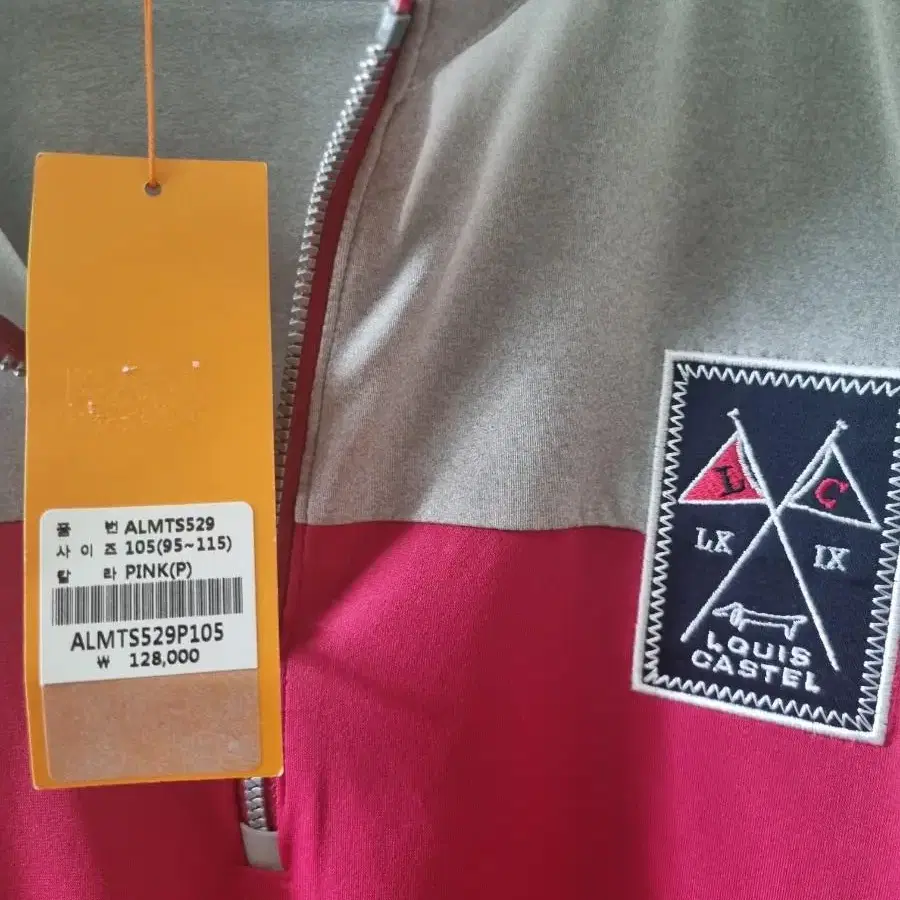 품 번 ALMTS529
사 이 즈 105(95~115)
칼 라 PINK(P)
ALMTS529P105
₩ 128,000
L C
LX IX
LOUIS
CASTEL